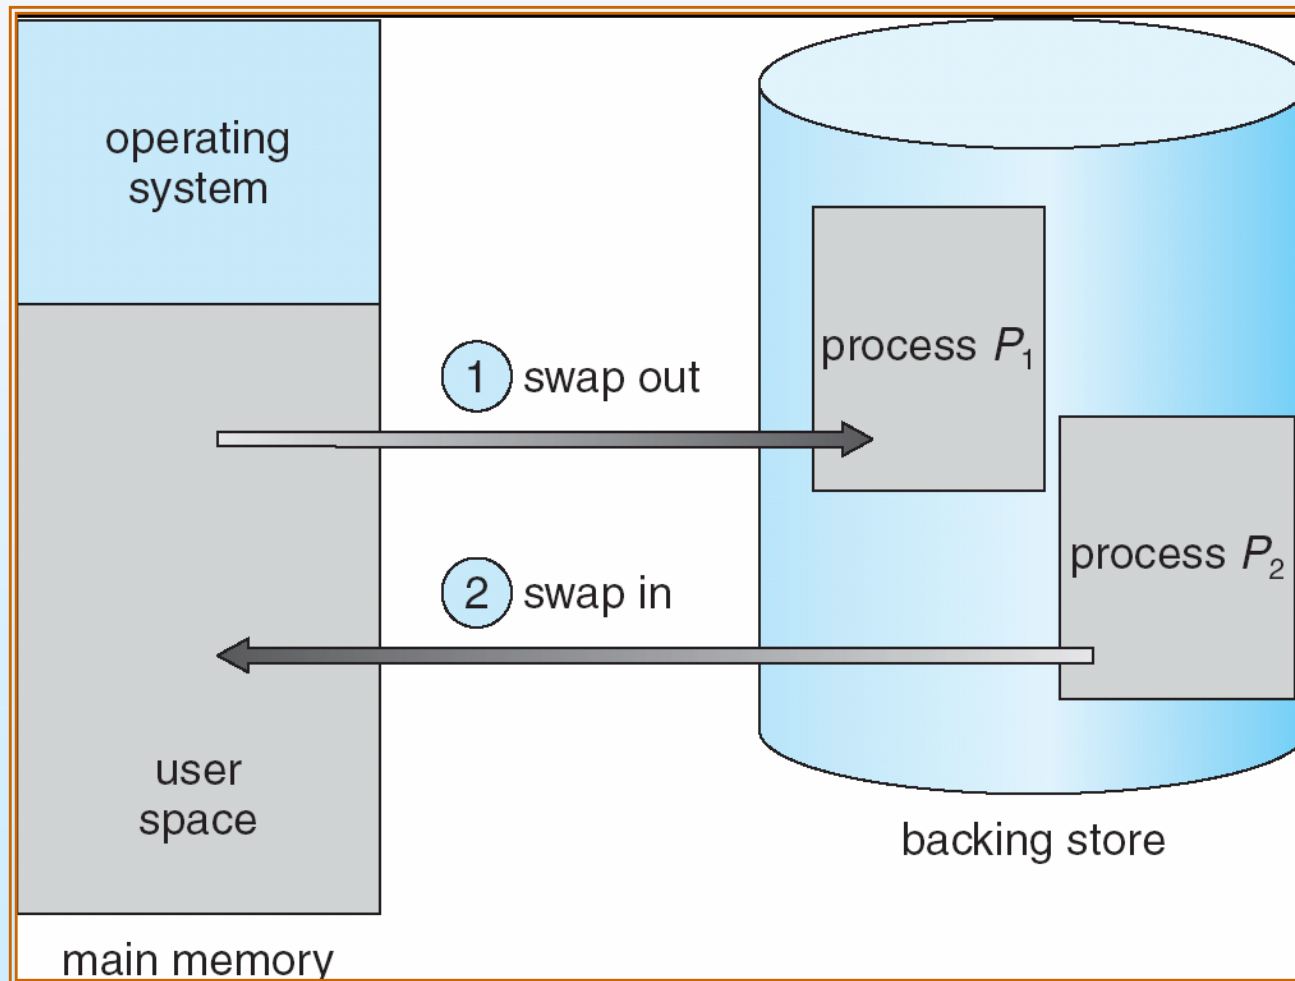 operating
system
1 swap out
process P₁
process P₂
2 swap in
user
space
backing store
main memory